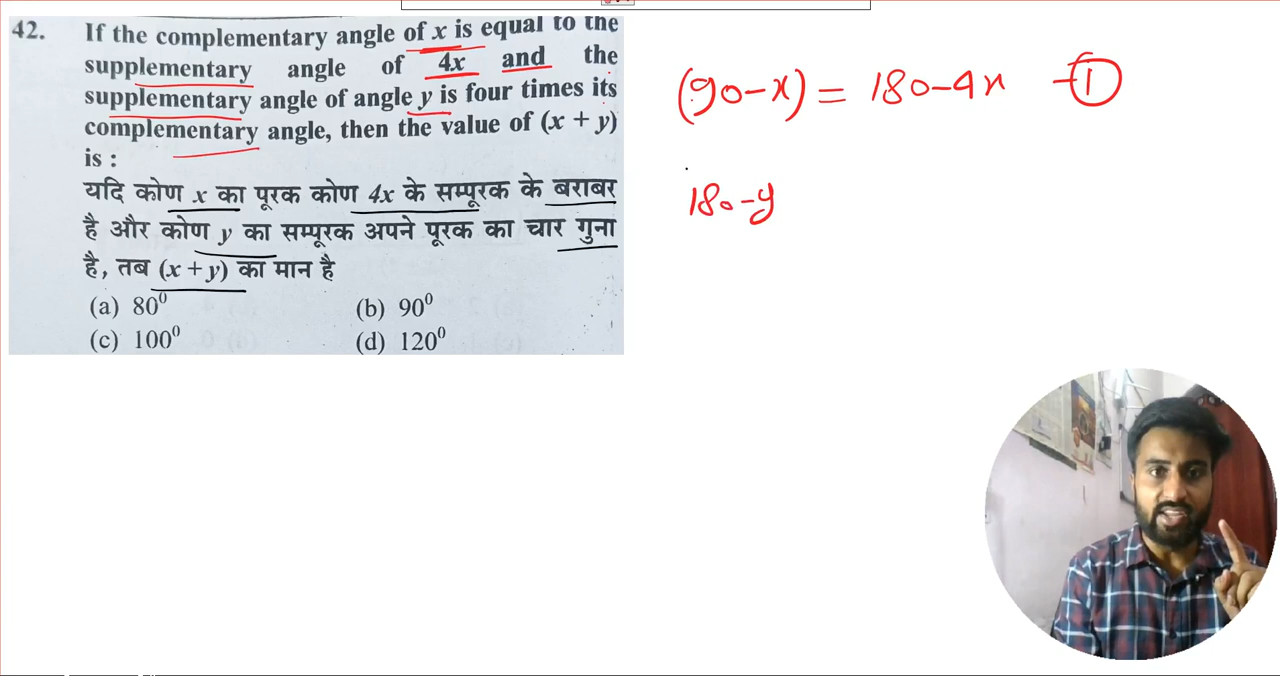 42. If the complementary angle of x is equal to the
supplementary angle of 4x and the
supplementary angle of angle y is four times its
complementary angle, then the value of (x + y)
is :
यदि कोण x का पूरक कोण 4x के सम्पूरक के बराबर
है और कोण y का सम्पूरक अपने पूरक का चार गुना
है, तब (x + y) का मान है
(a) 80⁰ (b) 90⁰
(c) 100⁰ (d) 120⁰
(90-x) = 180-4x -①
180-y